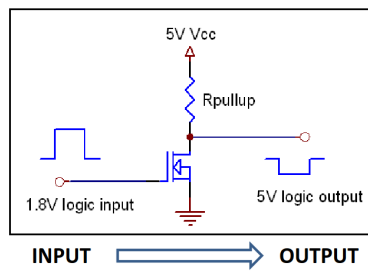 5V Vcc
Rpullup
1.8V logic input
5V logic output
INPUT
OUTPUT